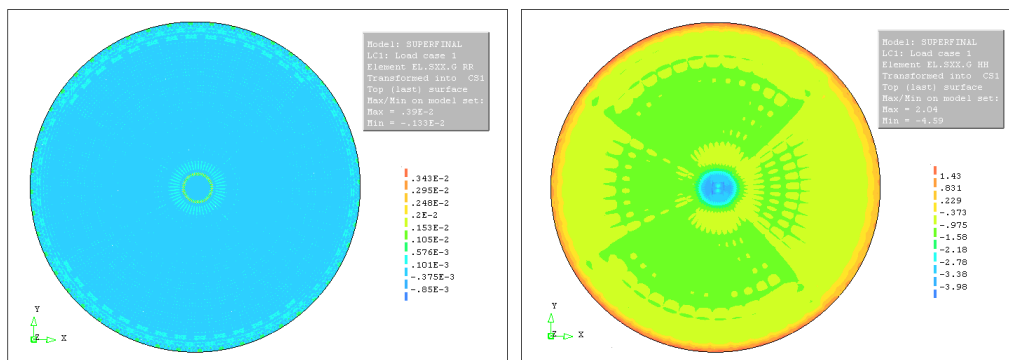 Model: SUPERFINAL
LC1: Load case 1
Element EL.SXX.G RR
Transformed into CS1
Top (last) surface
Max/Min on model set:
Max = .39E-2
Min = -.133E-2
.343E-2
.295E-2
.248E-2
.2E-2
.153E-2
.105E-2
.576E-3
.101E-3
-.375E-3
-.85E-3
Y
Z X
Model: SUPERFINAL
LC1: Load case 1
Element EL.SXX.G HH
Transformed into CS1
Top (last) surface
Max/Min on model set:
Max = 2.04
Min = -4.59
1.43
.831
.229
-.373
-.975
-1.58
-2.18
-2.78
-3.38
-3.98
Y
Z X